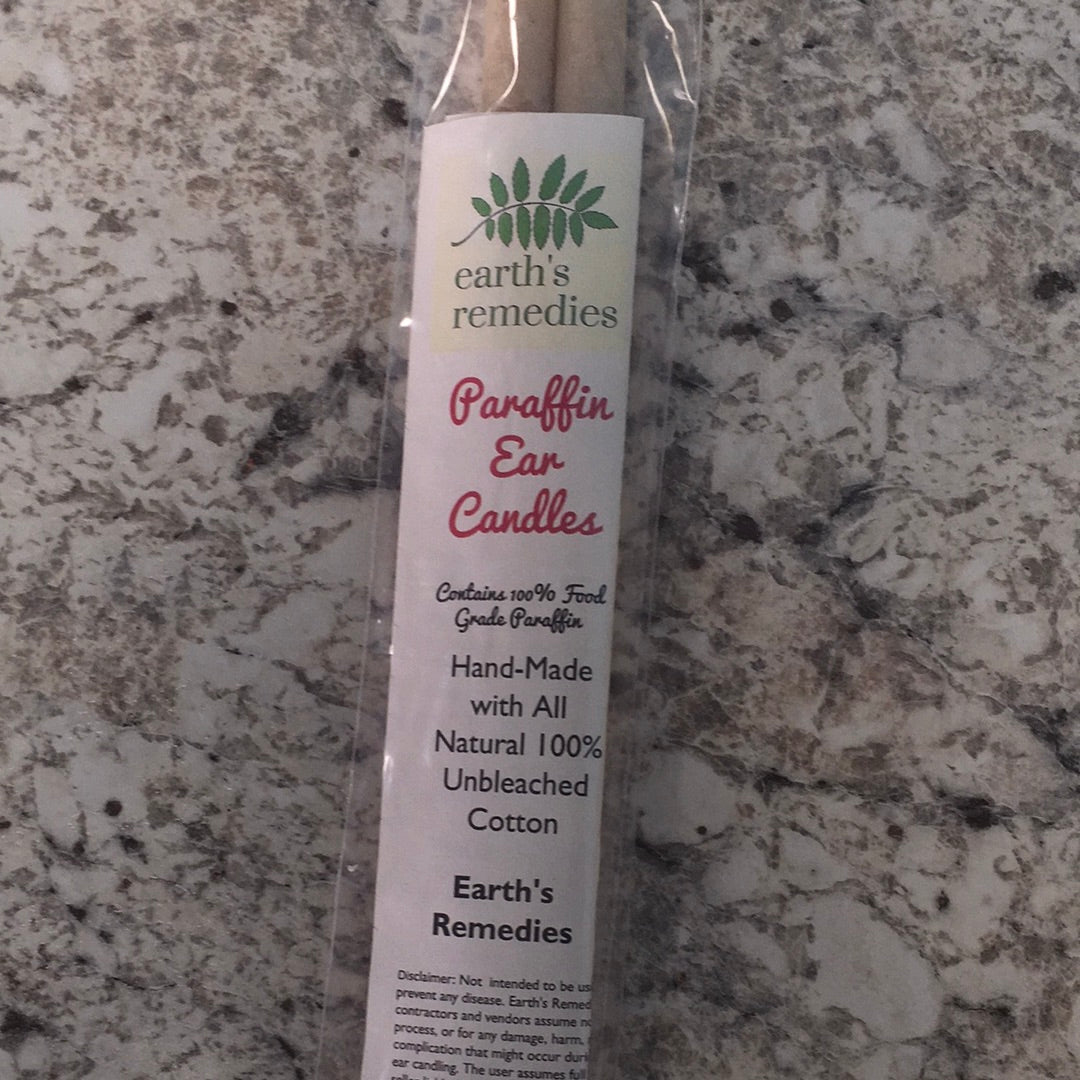 earth's
remedies
Paraffin
Ear
Candles
Contains 100% Food
Grade Paraffin
Hand-Made
with All
Natural 100%
Unbleached
Cotton
Earth's
Remedies
Disclaimer: Not intended to be
prevent any disease. Earth's
contractors and vendors assume
process, or for any damage, harm,
complication that might occur
ear candling. The user assumes